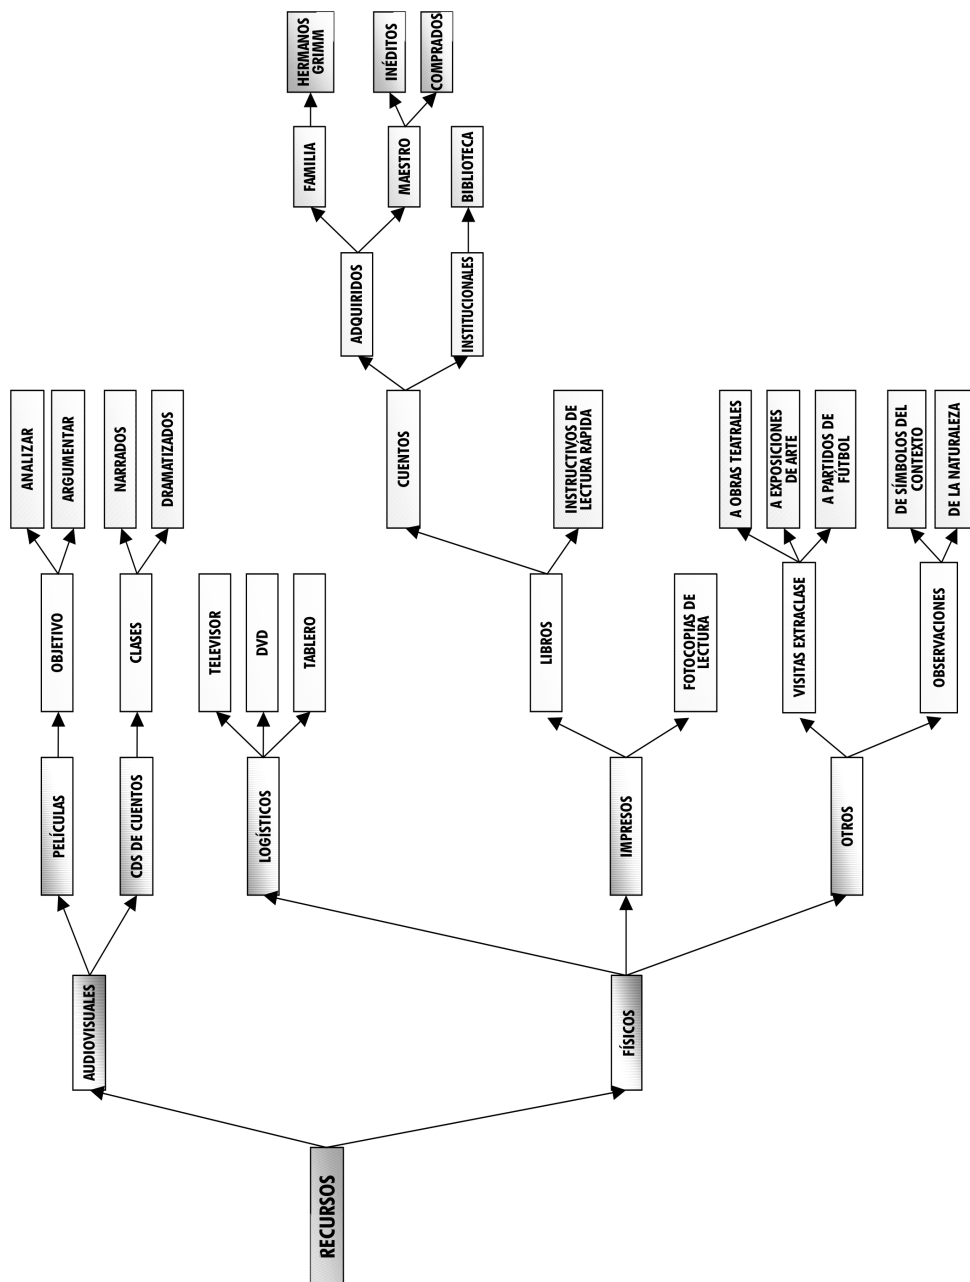 RECURSOS
AUDIOVISUALES
PELÍCULAS
OBJETIVO
ANALIZAR
ARGUMENTAR
CDS DE CUENTOS
CLASES
NARRADOS
DRAMATIZADOS
FÍSICOS
LOGÍSTICOS
TELEVISOR
DVD
TABLERO
IMPRESOS
LIBROS
CUENTOS
ADQUIRIDOS
FAMILIA
HERMANOS
GRIMM
MAESTRO
INÉDITOS
COMPRADOS
INSTITUCIONALES
BIBLIOTECA
INSTRUCTIVOS DE
LECTURA RÁPIDA
FOTOCOPIAS DE
LECTURA
OTROS
VISITAS EXTRACLASE
A OBRAS TEATRALES
A EXPOSICIONES
DE ARTE
A PARTIDOS DE
FÚTBOL
OBSERVACIONES
DE SÍMBOLOS DEL
CONTEXTO
DE LA NATURALEZA